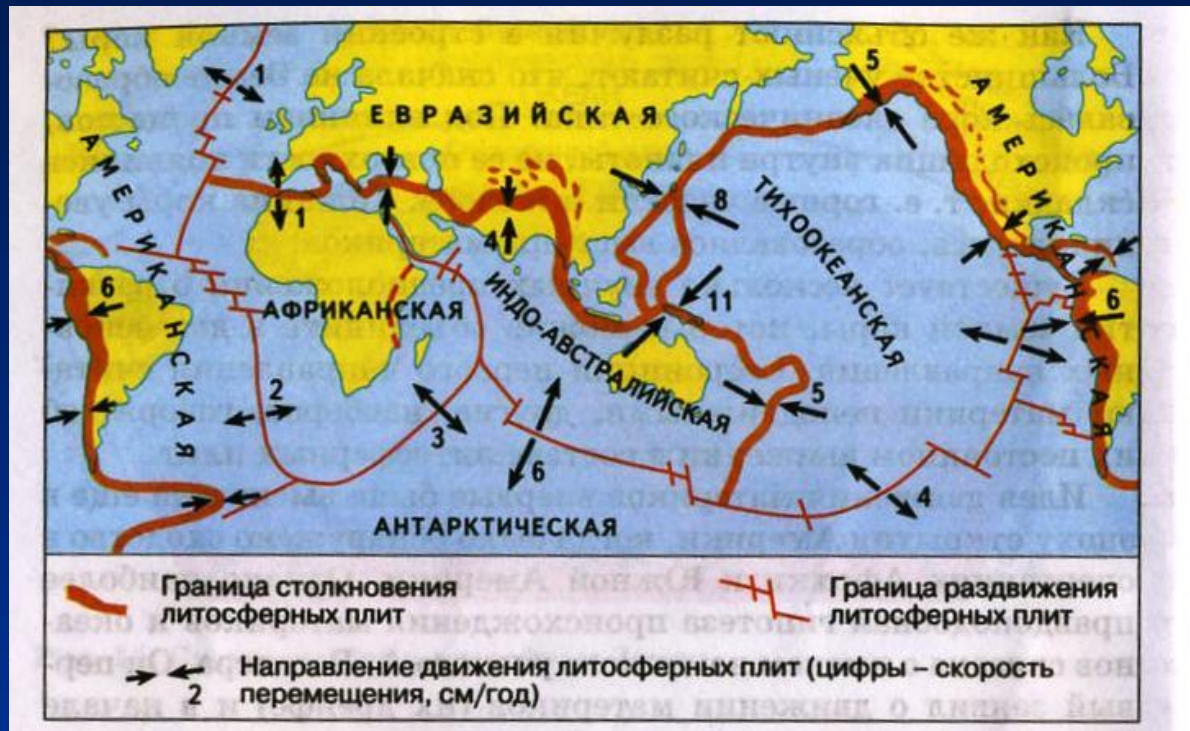 1
ЕВРАЗИЙСКАЯ
5
АМЕРИКАНСКАЯ
АМЕРИКАНСКАЯ
ТИХООКЕАНСКАЯ
1
4
8
6
АФРИКАНСКАЯ
ИНДО-АВСТРАЛИЙСКАЯ
11
6
2
3
5
6
4
АНТАРКТИЧЕСКАЯ
Граница столкновения
литосферных плит
Граница раздвижения
литосферных плит
2
Направление движения литосферных плит (цифры – скорость
перемещения, см/год)